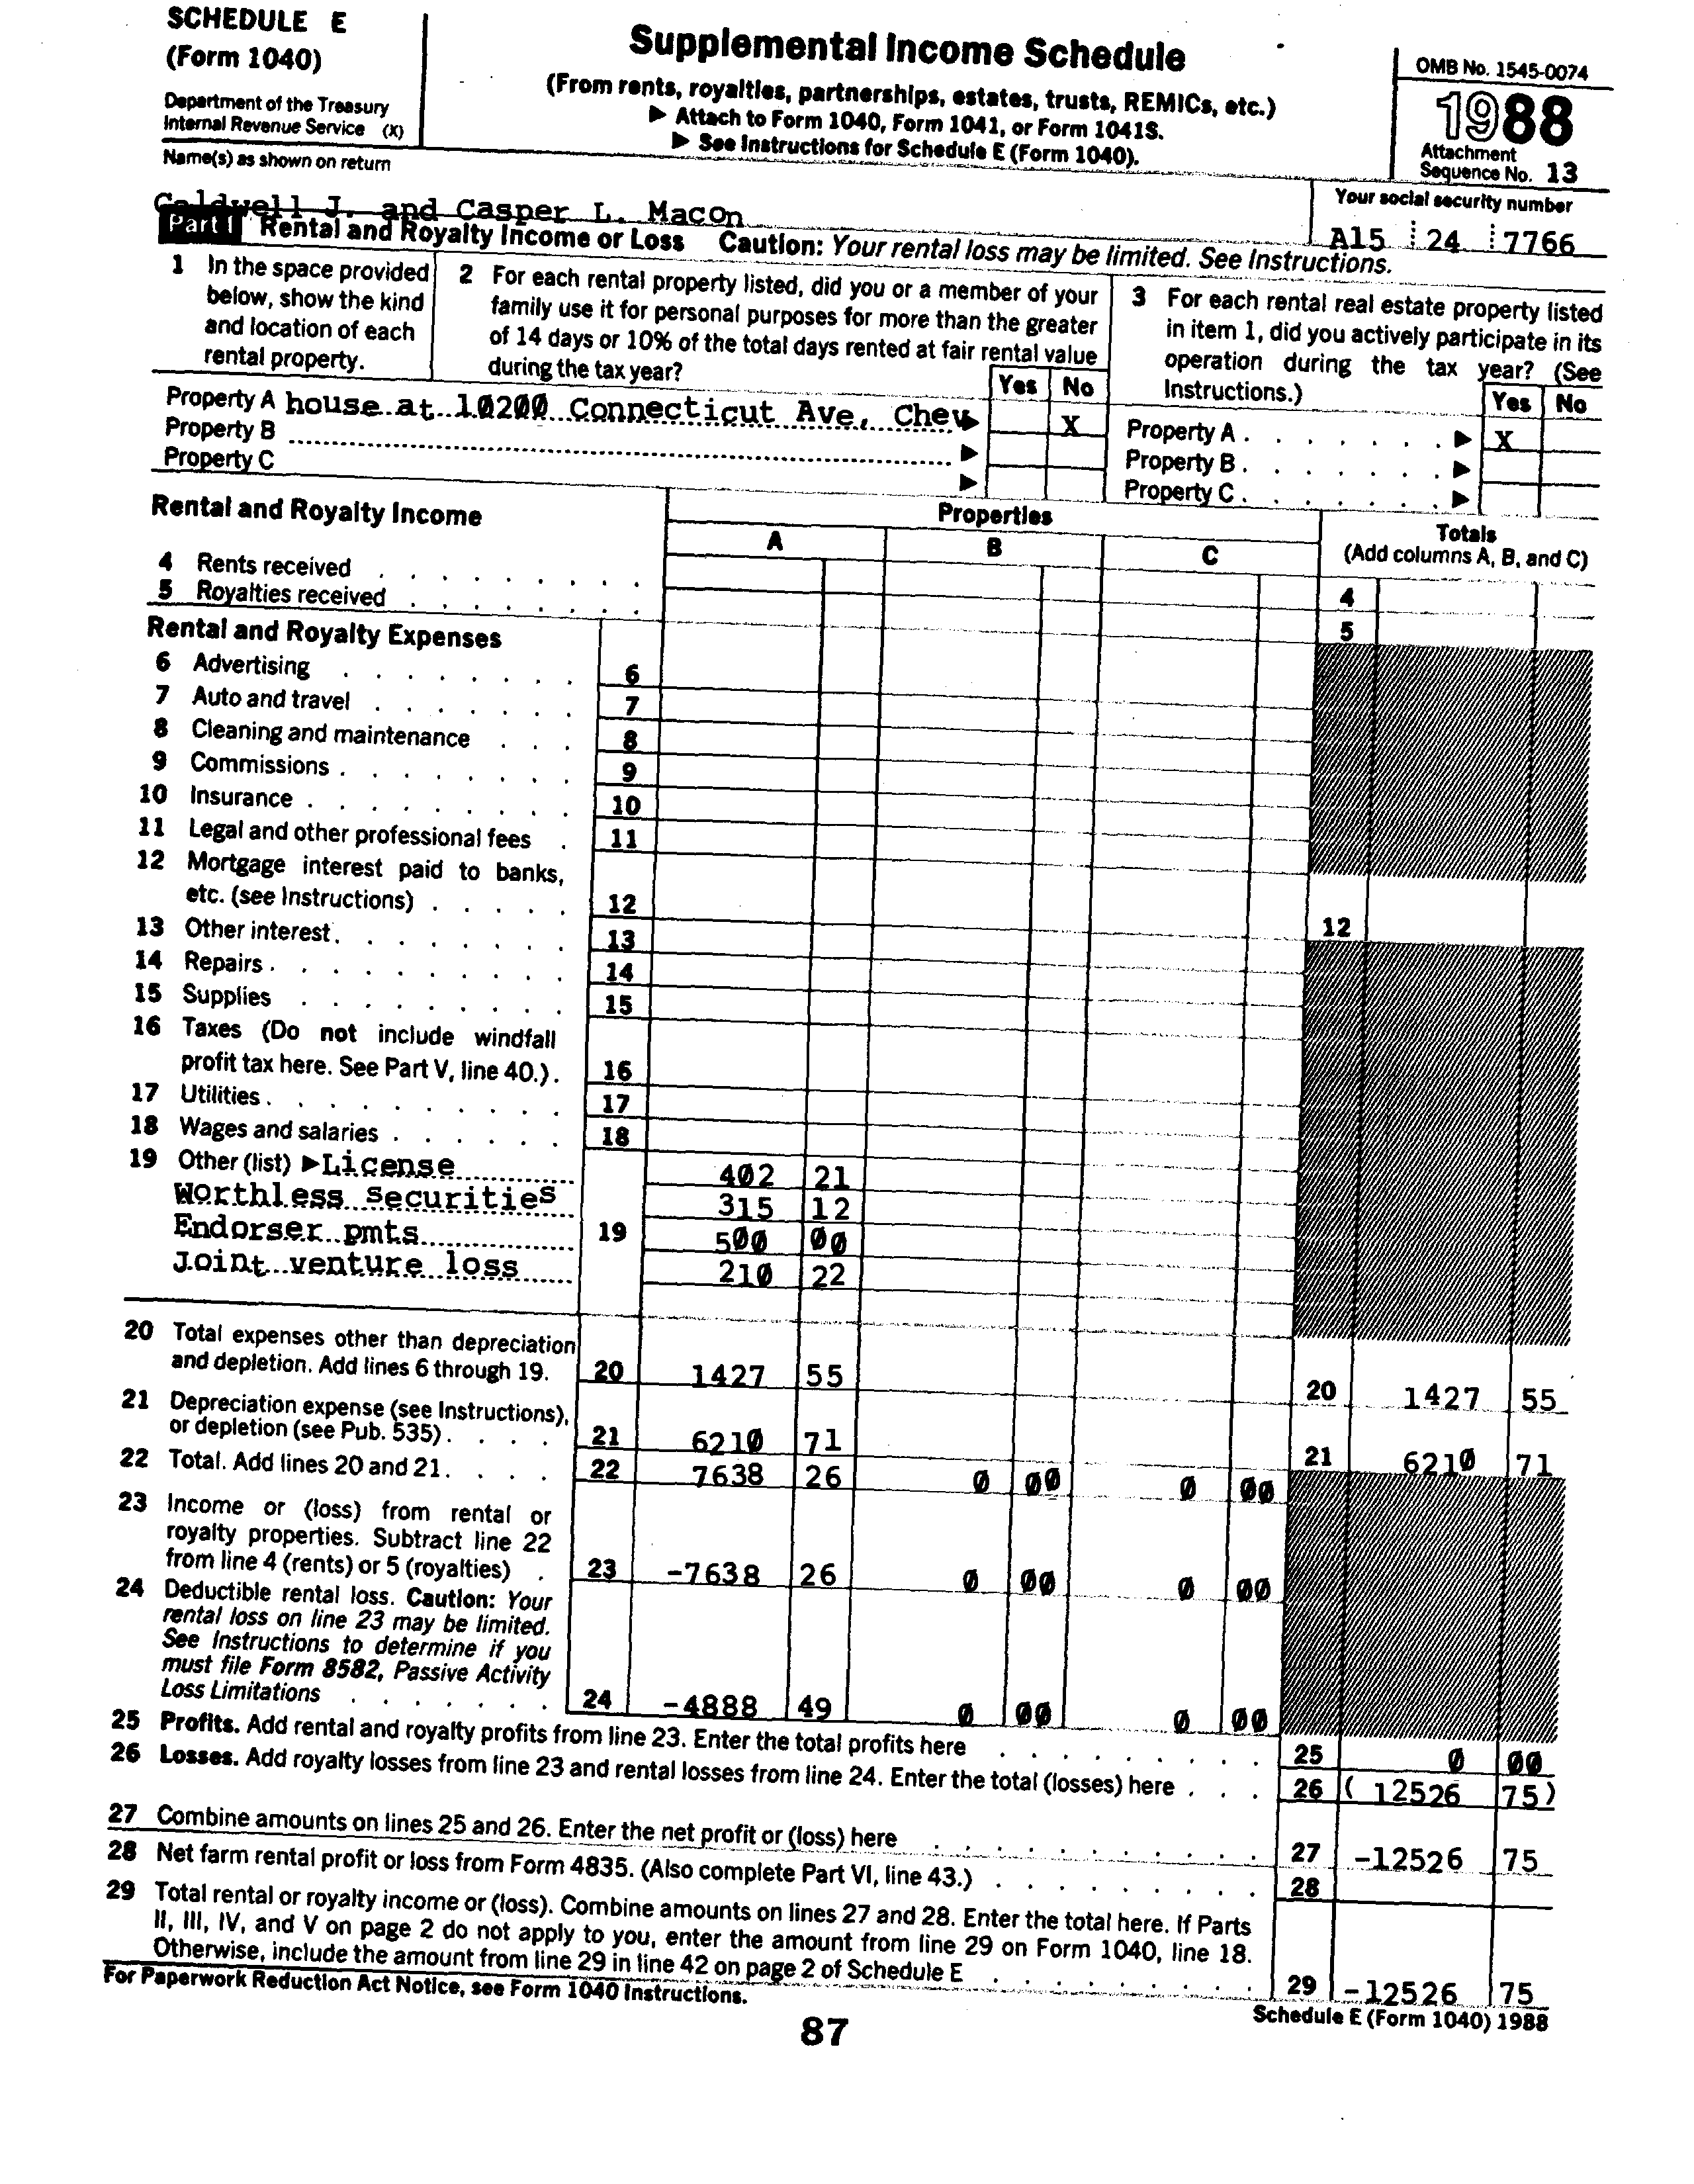 SCHEDULE E
(Form 1040)
Department of the Treasury
Internal Revenue Service (X)
Supplemental Income Schedule
(From rents, royalties, partnerships, estates, trusts, REMICs, etc.)
▶ Attach to Form 1040, Form 1041, or Form 1041S.
▶ See Instructions for Schedule E (Form 1040).
OMB No. 1545-0074
1988
Attachment
Sequence No. 13
Name(s) as shown on return
Caldwell J. and Casper L. Macon
Your social security number
A15 24 7766
Part I Rental and Royalty Income or Loss Caution: Your rental loss may be limited. See Instructions.
1 In the space provided
below, show the kind
and location of each
rental property.
2 For each rental property listed, did you or a member of your
family use it for personal purposes for more than the greater
of 14 days or 10% of the total days rented at fair rental value
during the tax year?
Yes No
3 For each rental real estate property listed
in item 1, did you actively participate in its
operation during the tax year? (See
Instructions.)
Yes No
Property A house at 10200 Connecticut Ave, Chev ▶ X
Property B ▶
Property C ▶
Property A . . . . . . . ▶ X
Property B . . . . . . . ▶
Property C . . . . . . . ▶
Rental and Royalty Income
Properties
A B C
Totals
(Add columns A, B, and C)
4 Rents received . . . . . . . . . 4
5 Royalties received . . . . . . . . 5
Rental and Royalty Expenses
6 Advertising . . . . . . . . 6
7 Auto and travel . . . . . . . 7
8 Cleaning and maintenance . . . 8
9 Commissions . . . . . . . . 9
10 Insurance . . . . . . . . . 10
11 Legal and other professional fees . 11
12 Mortgage interest paid to banks,
etc. (see Instructions) . . . . . 12 12
13 Other interest . . . . . . . . 13
14 Repairs . . . . . . . . . . 14
15 Supplies . . . . . . . . 15
16 Taxes (Do not include windfall
profit tax here. See Part V, line 40.) . 16
17 Utilities . . . . . . . . . . 17
18 Wages and salaries . . . . . . 18
19 Other (list) ▶ License 402 21
Worthless securities 315 12
Endorser pmts 19 500 00
Joint venture loss 210 22
20 Total expenses other than depreciation
and depletion. Add lines 6 through 19. 20 1427 55 20 1427 55
21 Depreciation expense (see Instructions),
or depletion (see Pub. 535) . . . . 21 6210 71 21 6210 71
22 Total. Add lines 20 and 21. . . . . 22 7638 26 0 00 0 00
23 Income or (loss) from rental or
royalty properties. Subtract line 22
from line 4 (rents) or 5 (royalties) . 23 -7638 26 0 00 0 00
24 Deductible rental loss. Caution: Your
rental loss on line 23 may be limited.
See Instructions to determine if you
must file Form 8582, Passive Activity
Loss Limitations . . . . . . . 24 -4888 49 0 00 0 00
25 Profits. Add rental and royalty profits from line 23. Enter the total profits here . . . . . . . . . 25 0 00
26 Losses. Add royalty losses from line 23 and rental losses from line 24. Enter the total (losses) here . . . 26 ( 12526 75)
27 Combine amounts on lines 25 and 26. Enter the net profit or (loss) here . . . . . . . . . . . 27 -12526 75
28 Net farm rental profit or loss from Form 4835. (Also complete Part VI, line 43.) . . . . . . . . . 28
29 Total rental or royalty income or (loss). Combine amounts on lines 27 and 28. Enter the total here. If Parts
II, III, IV, and V on page 2 do not apply to you, enter the amount from line 29 on Form 1040, line 18.
Otherwise, include the amount from line 29 in line 42 on page 2 of Schedule E . . . . . . . . . 29 -12526 75
For Paperwork Reduction Act Notice, see Form 1040 Instructions.
Schedule E (Form 1040) 1988
87